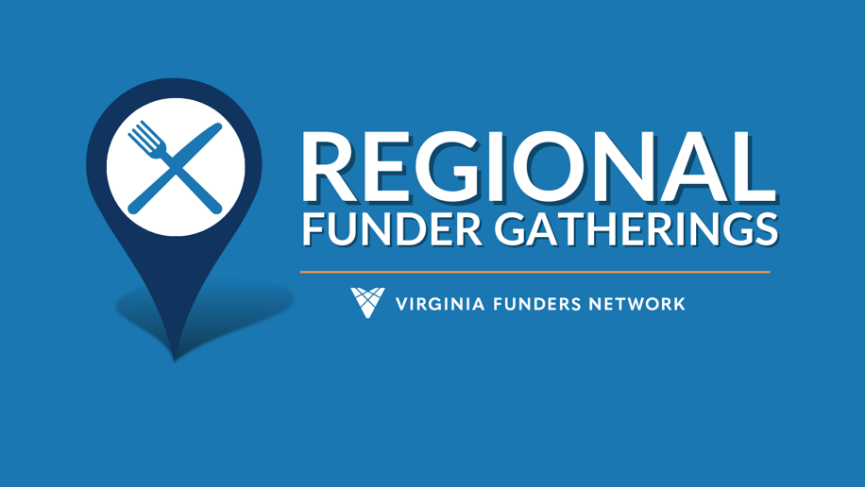 REGIONAL
FUNDER GATHERINGS
VIRGINIA FUNDERS NETWORK